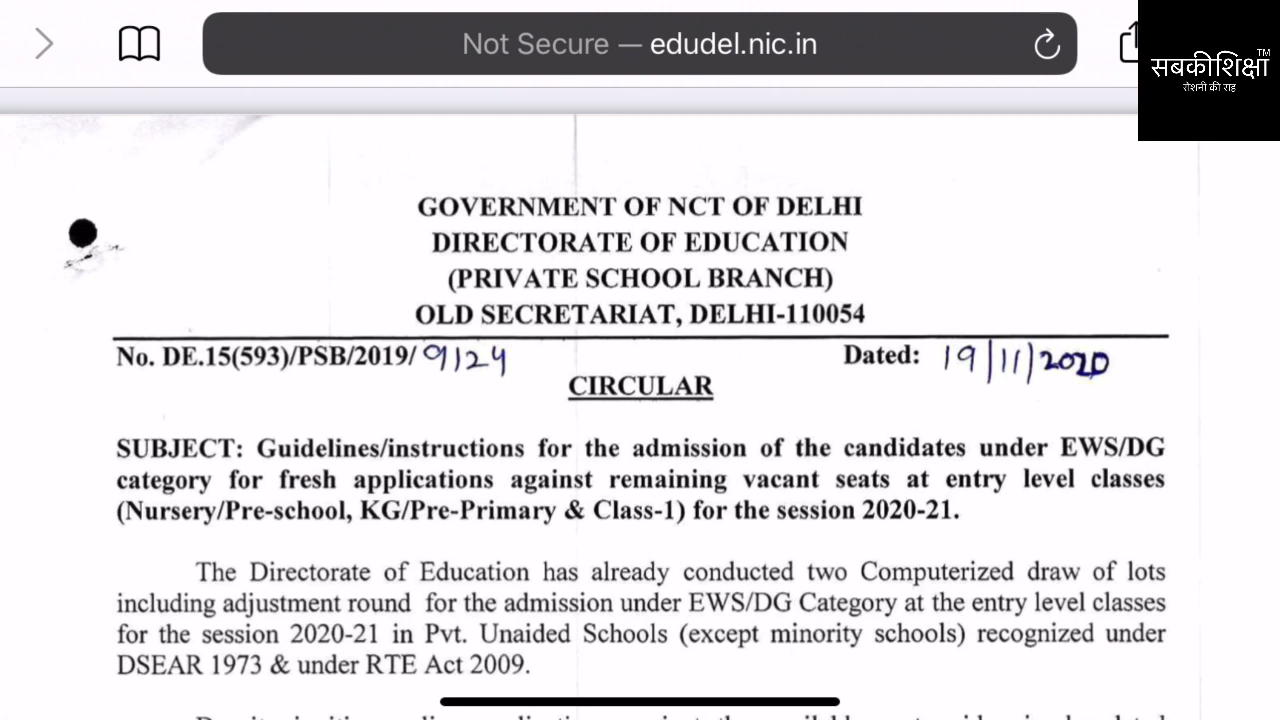 Not Secure — edudel.nic.in
सबकीशिक्षा™
रोशनी की राह
GOVERNMENT OF NCT OF DELHI
DIRECTORATE OF EDUCATION
(PRIVATE SCHOOL BRANCH)
OLD SECRETARIAT, DELHI-110054
No. DE.15(593)/PSB/2019/ 9124 Dated: 19/11/2020
CIRCULAR
SUBJECT: Guidelines/instructions for the admission of the candidates under EWS/DG
category for fresh applications against remaining vacant seats at entry level classes
(Nursery/Pre-school, KG/Pre-Primary & Class-1) for the session 2020-21.
The Directorate of Education has already conducted two Computerized draw of lots
including adjustment round for the admission under EWS/DG Category at the entry level classes
for the session 2020-21 in Pvt. Unaided Schools (except minority schools) recognized under
DSEAR 1973 & under RTE Act 2009.